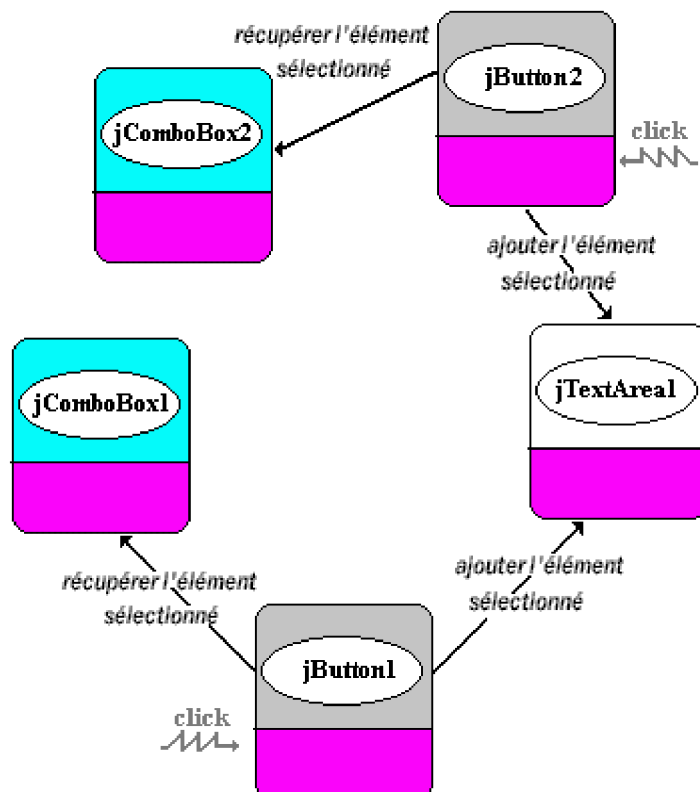 récupérer l'élément
sélectionné
jButton2
jComboBox2
click
ajouter l'élément
sélectionné
jComboBox1
jTextArea1
récupérer l'élément
sélectionné
ajouter l'élément
sélectionné
jButton1
click